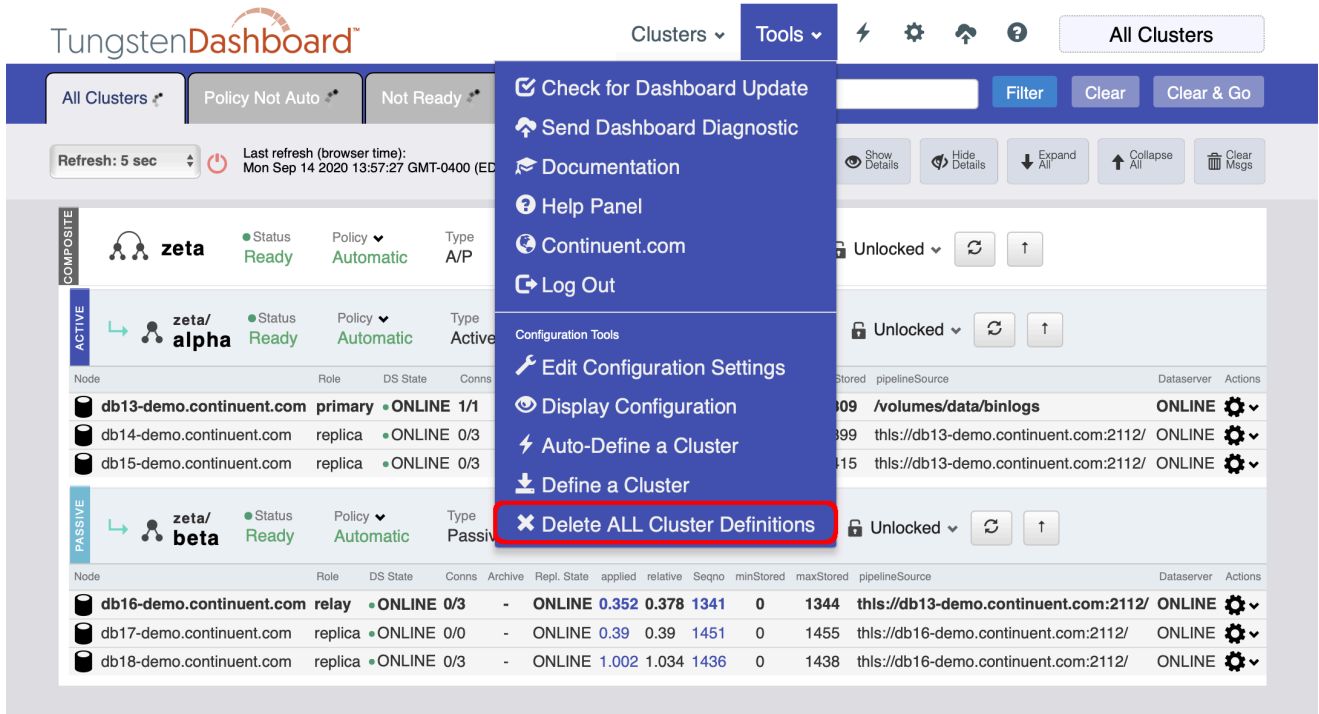 TungstenDashboard™
Clusters Tools All Clusters
All Clusters Policy Not Auto Not Ready Filter Clear Clear & Go
Refresh: 5 sec
Last refresh (browser time):
Mon Sep 14 2020 13:57:27 GMT-0400 (ED
Show Details Hide Details Expand All Collapse All Clear Msgs
Check for Dashboard Update
Send Dashboard Diagnostic
Documentation
Help Panel
Continuent.com
Log Out
Configuration Tools
Edit Configuration Settings
Display Configuration
Auto-Define a Cluster
Define a Cluster
Delete ALL Cluster Definitions
COMPOSITE
zeta
Status Policy Type
Ready Automatic A/P Unlocked
ACTIVE
zeta/ Status Policy Type
alpha Ready Automatic Active Unlocked
Node Role DS State Conns Stored pipelineSource Dataserver Actions
db13-demo.continuent.com primary ONLINE 1/1 309 /volumes/data/binlogs ONLINE
db14-demo.continuent.com replica ONLINE 0/3 399 thls://db13-demo.continuent.com:2112/ ONLINE
db15-demo.continuent.com replica ONLINE 0/3 415 thls://db13-demo.continuent.com:2112/ ONLINE
PASSIVE
zeta/ Status Policy Type
beta Ready Automatic Passiv Unlocked
Node Role DS State Conns Archive Repl. State applied relative Seqno minStored maxStored pipelineSource Dataserver Actions
db16-demo.continuent.com relay ONLINE 0/3 - ONLINE 0.352 0.378 1341 0 1344 thls://db13-demo.continuent.com:2112/ ONLINE
db17-demo.continuent.com replica ONLINE 0/0 - ONLINE 0.39 0.39 1451 0 1455 thls://db16-demo.continuent.com:2112/ ONLINE
db18-demo.continuent.com replica ONLINE 0/3 - ONLINE 1.002 1.034 1436 0 1438 thls://db16-demo.continuent.com:2112/ ONLINE